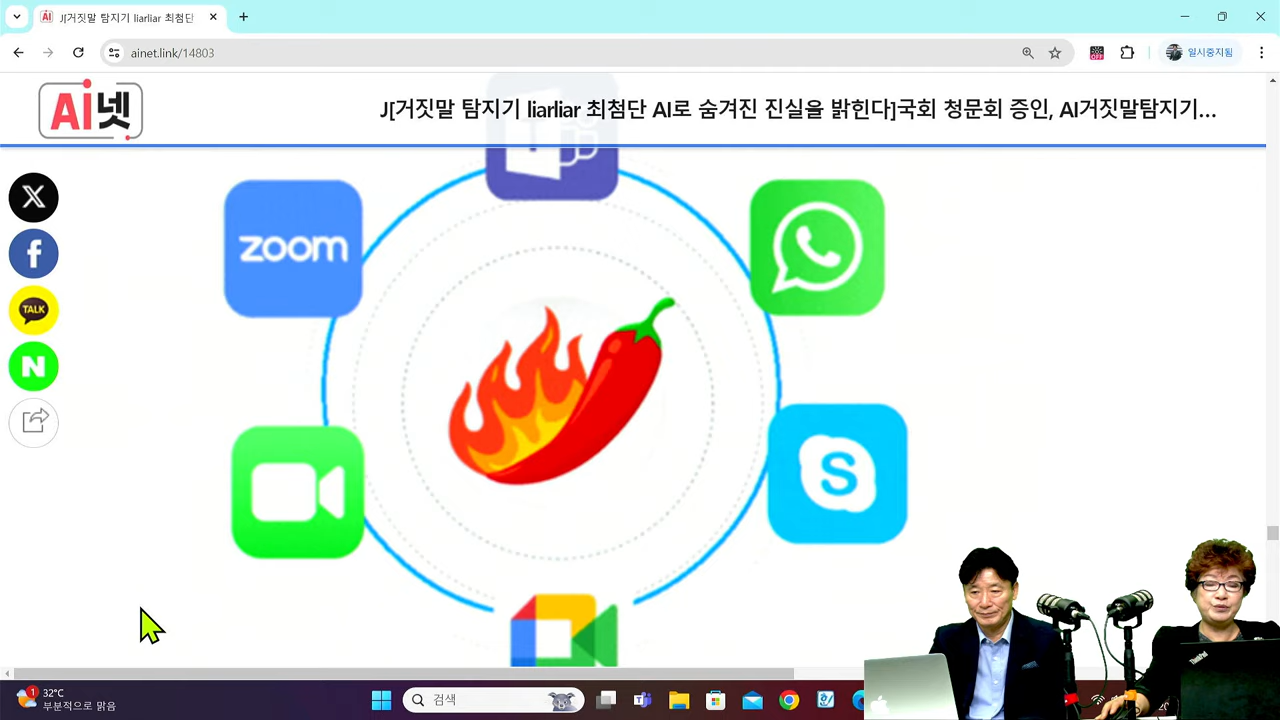 J[거짓말 탐지기 liarliar 최첨단
ainet.link/14803
OFF
일시중지됨
Ai넷
J[거짓말 탐지기 liarliar 최첨단 AI로 숨겨진 진실을 밝힌다]국회 청문회 증인, AI거짓말탐지기...
zoom
TALK
N
S
1
32°C
부분적으로 맑음
검색
ThinkPad